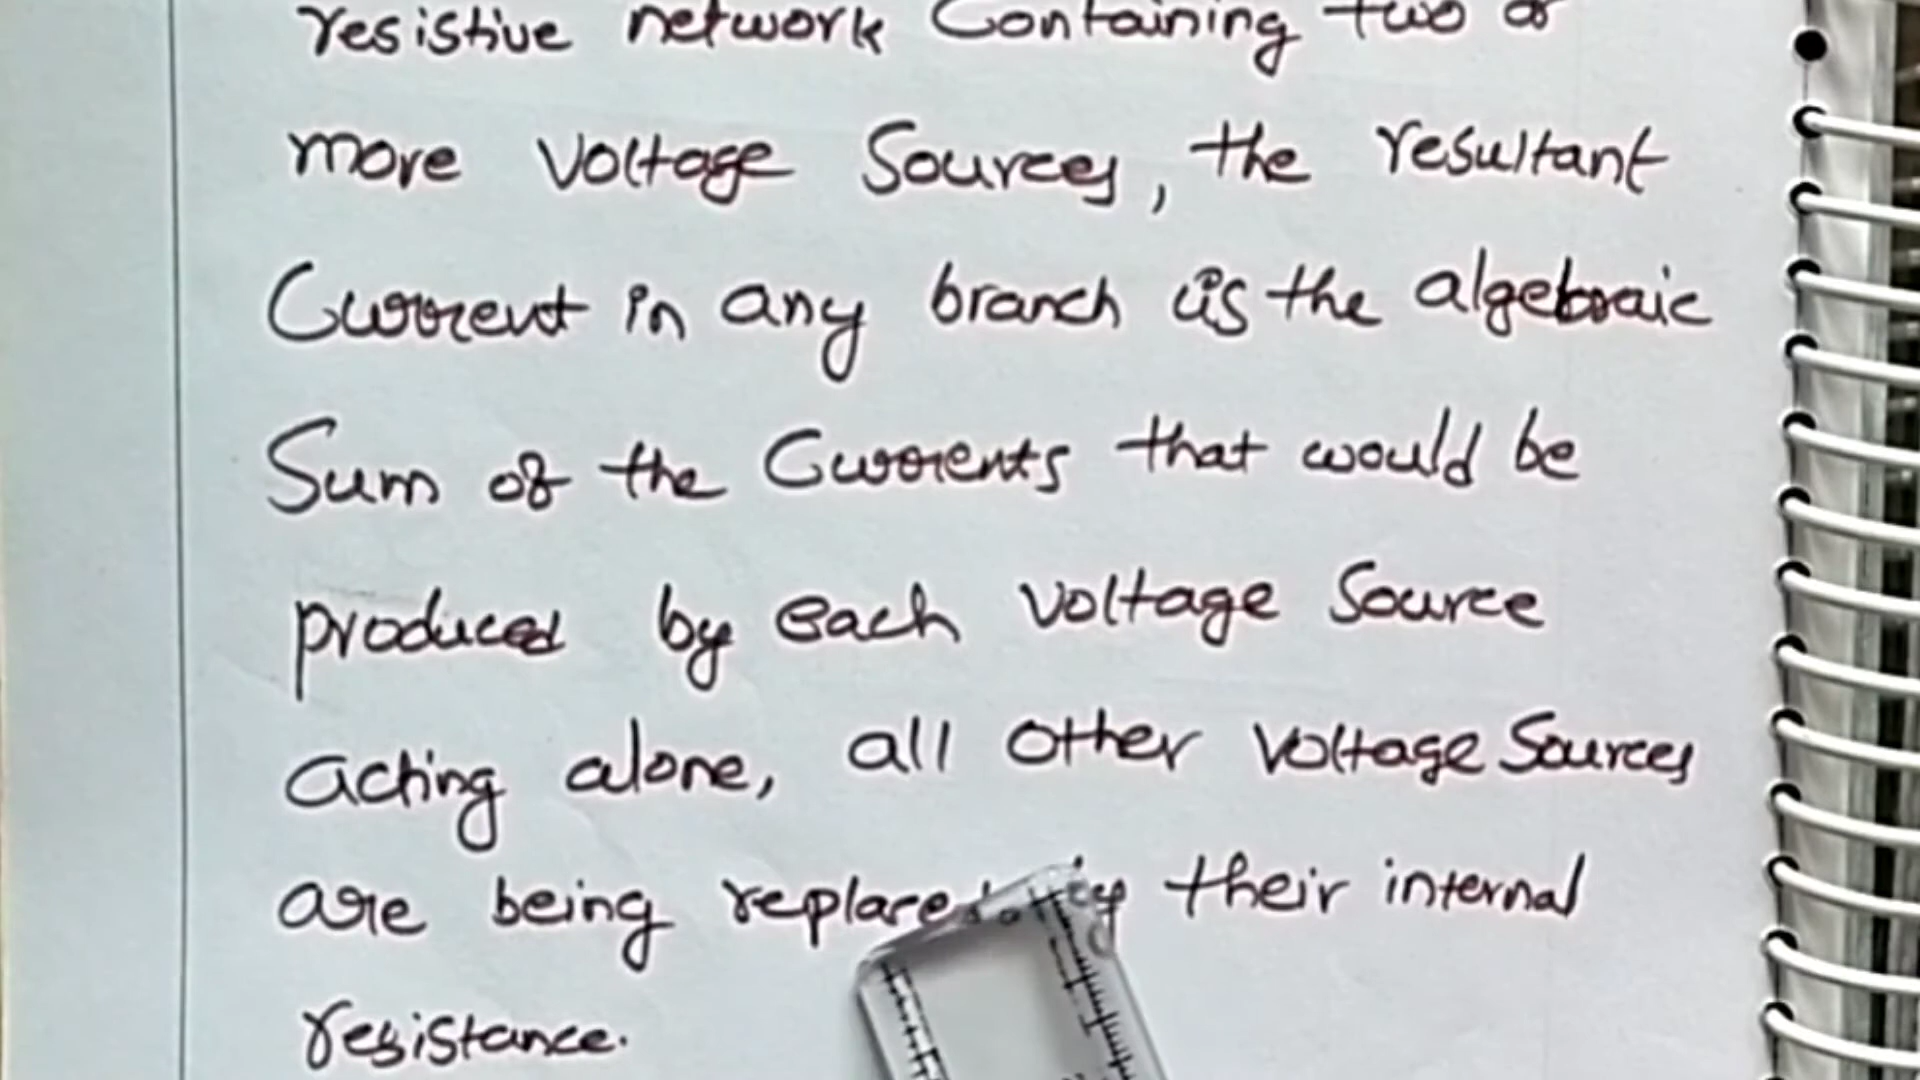 resistive network Containing two or
more Voltage Sources, the resultant
Current in any branch is the algebraic
Sum of the Currents that would be
produced by each Voltage Source
acting alone, all other Voltage Sources
are being replaced by their internal
resistance.